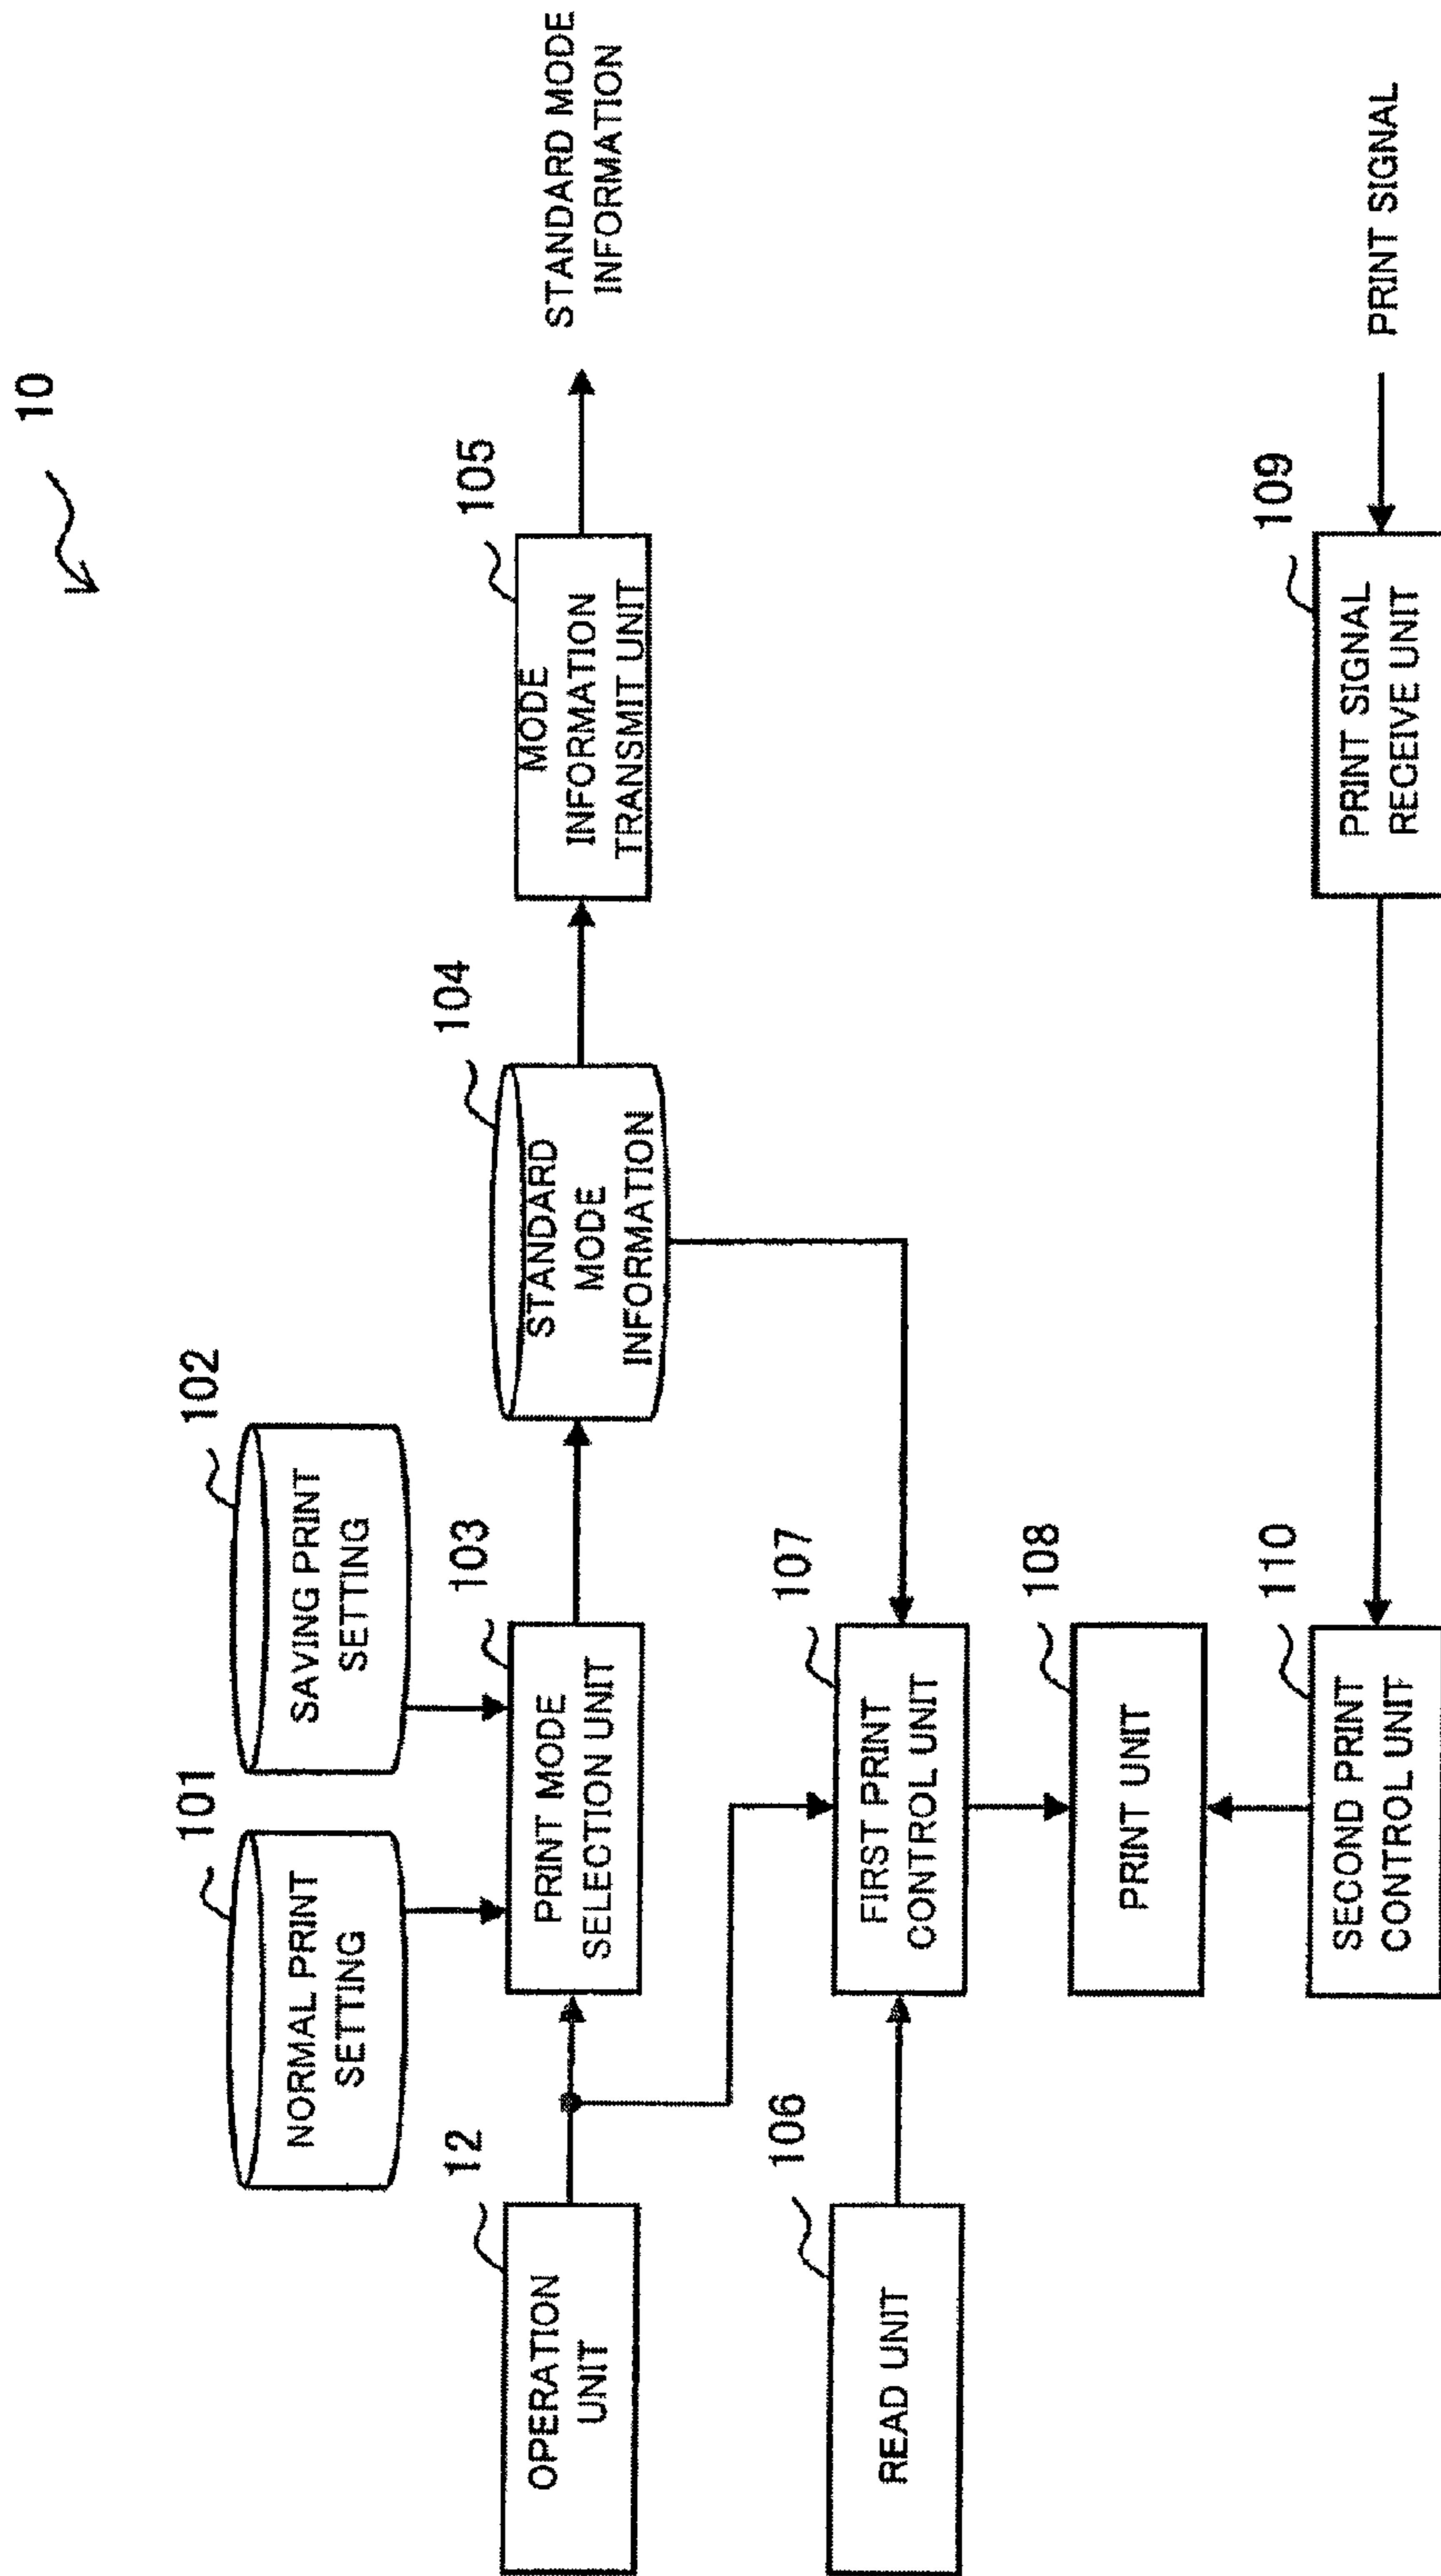 10
101
NORMAL PRINT
SETTING
102
SAVING PRINT
SETTING
12
OPERATION
UNIT
103
PRINT MODE
SELECTION UNIT
104
STANDARD
MODE
INFORMATION
105
MODE
INFORMATION
TRANSMIT UNIT
STANDARD MODE
INFORMATION
106
READ UNIT
107
FIRST PRINT
CONTROL UNIT
108
PRINT UNIT
110
SECOND PRINT
CONTROL UNIT
109
PRINT SIGNAL
RECEIVE UNIT
PRINT SIGNAL